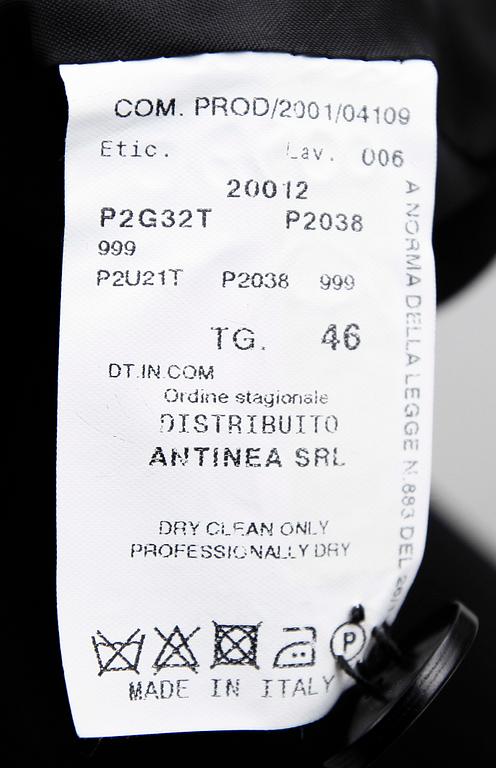 COM. PROD/2001/04109
Etic. Lav. 006
20012
P2G32T P2038
999
P2U21T P2038 999
TG. 46
DT.IN.COM
Ordine stagionale
DISTRIBUITO
ANTINEA SRL
DRY CLEAN ONLY
PROFESSIONALLY DRY
P
MADE IN ITALY
A NORMA DELLA LEGGE N.883 DEL